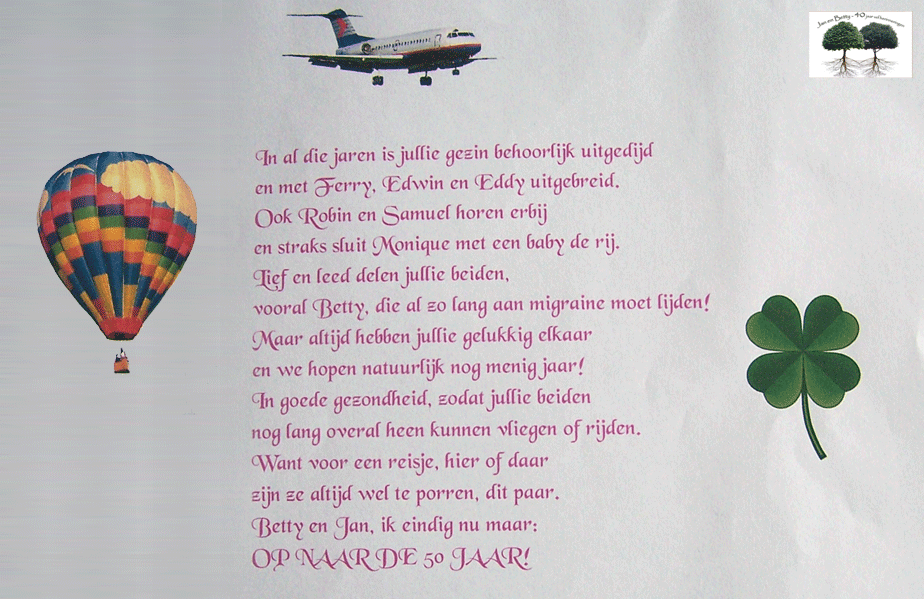 Jan en Betty - 40 jaar
In al die jaren is jullie gezin behoorlijk uitgedijd
en met Ferry, Edwin en Eddy uitgebreid.
Ook Robin en Samuel horen erbij
en straks sluit Monique met een baby de rij.
Lief en leed delen jullie beiden,
vooral Betty, die al zo lang aan migraine moet lijden!
Maar altijd hebben jullie gelukkig elkaar
en we hopen natuurlijk nog menig jaar!
In goede gezondheid, zodat jullie beiden
nog lang overal heen kunnen vliegen of rijden.
Want voor een reisje, hier of daar
zijn ze altijd wel te porren, dit paar.
Betty en Jan, ik eindig nu maar:
OP NAAR DE 50 JAAR!